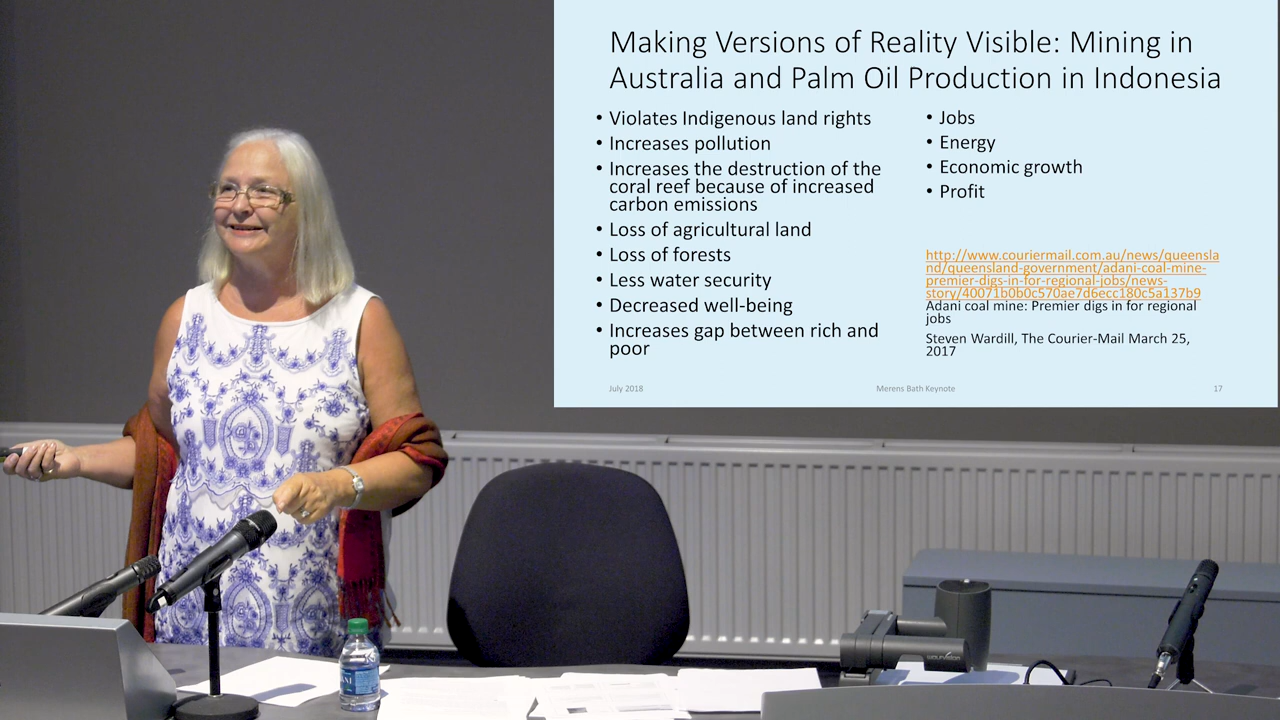 Making Versions of Reality Visible: Mining in
Australia and Palm Oil Production in Indonesia
• Violates Indigenous land rights
• Increases pollution
• Increases the destruction of the
coral reef because of increased
carbon emissions
• Loss of agricultural land
• Loss of forests
• Less water security
• Decreased well-being
• Increases gap between rich and
poor
• Jobs
• Energy
• Economic growth
• Profit
http://www.couriermail.com.au/news/queensla
nd/queensland-government/adani-coal-mine-
premier-digs-in-for-regional-jobs/news-
story/40071b0b0c570ae7d6ecc180c5a137b9
Adani coal mine: Premier digs in for regional
jobs
Steven Wardill, The Courier-Mail March 25,
2017
July 2018
Merens Bath Keynote
17
wolfvision